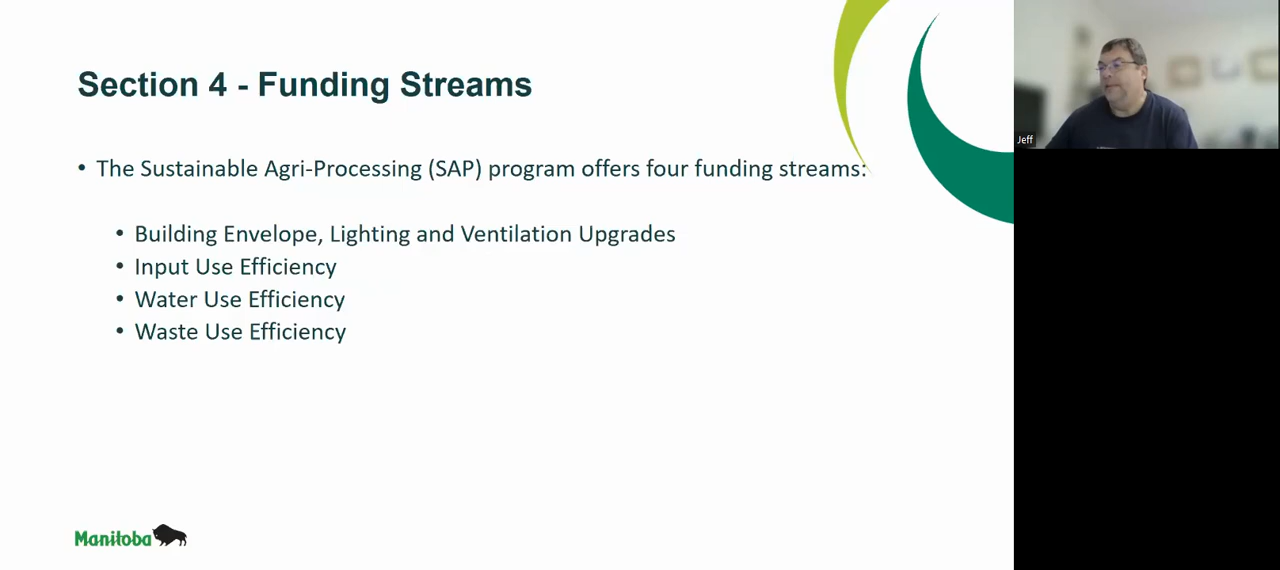 Section 4 - Funding Streams
• The Sustainable Agri-Processing (SAP) program offers four funding streams:
• Building Envelope, Lighting and Ventilation Upgrades
• Input Use Efficiency
• Water Use Efficiency
• Waste Use Efficiency
Manitoba
Jeff